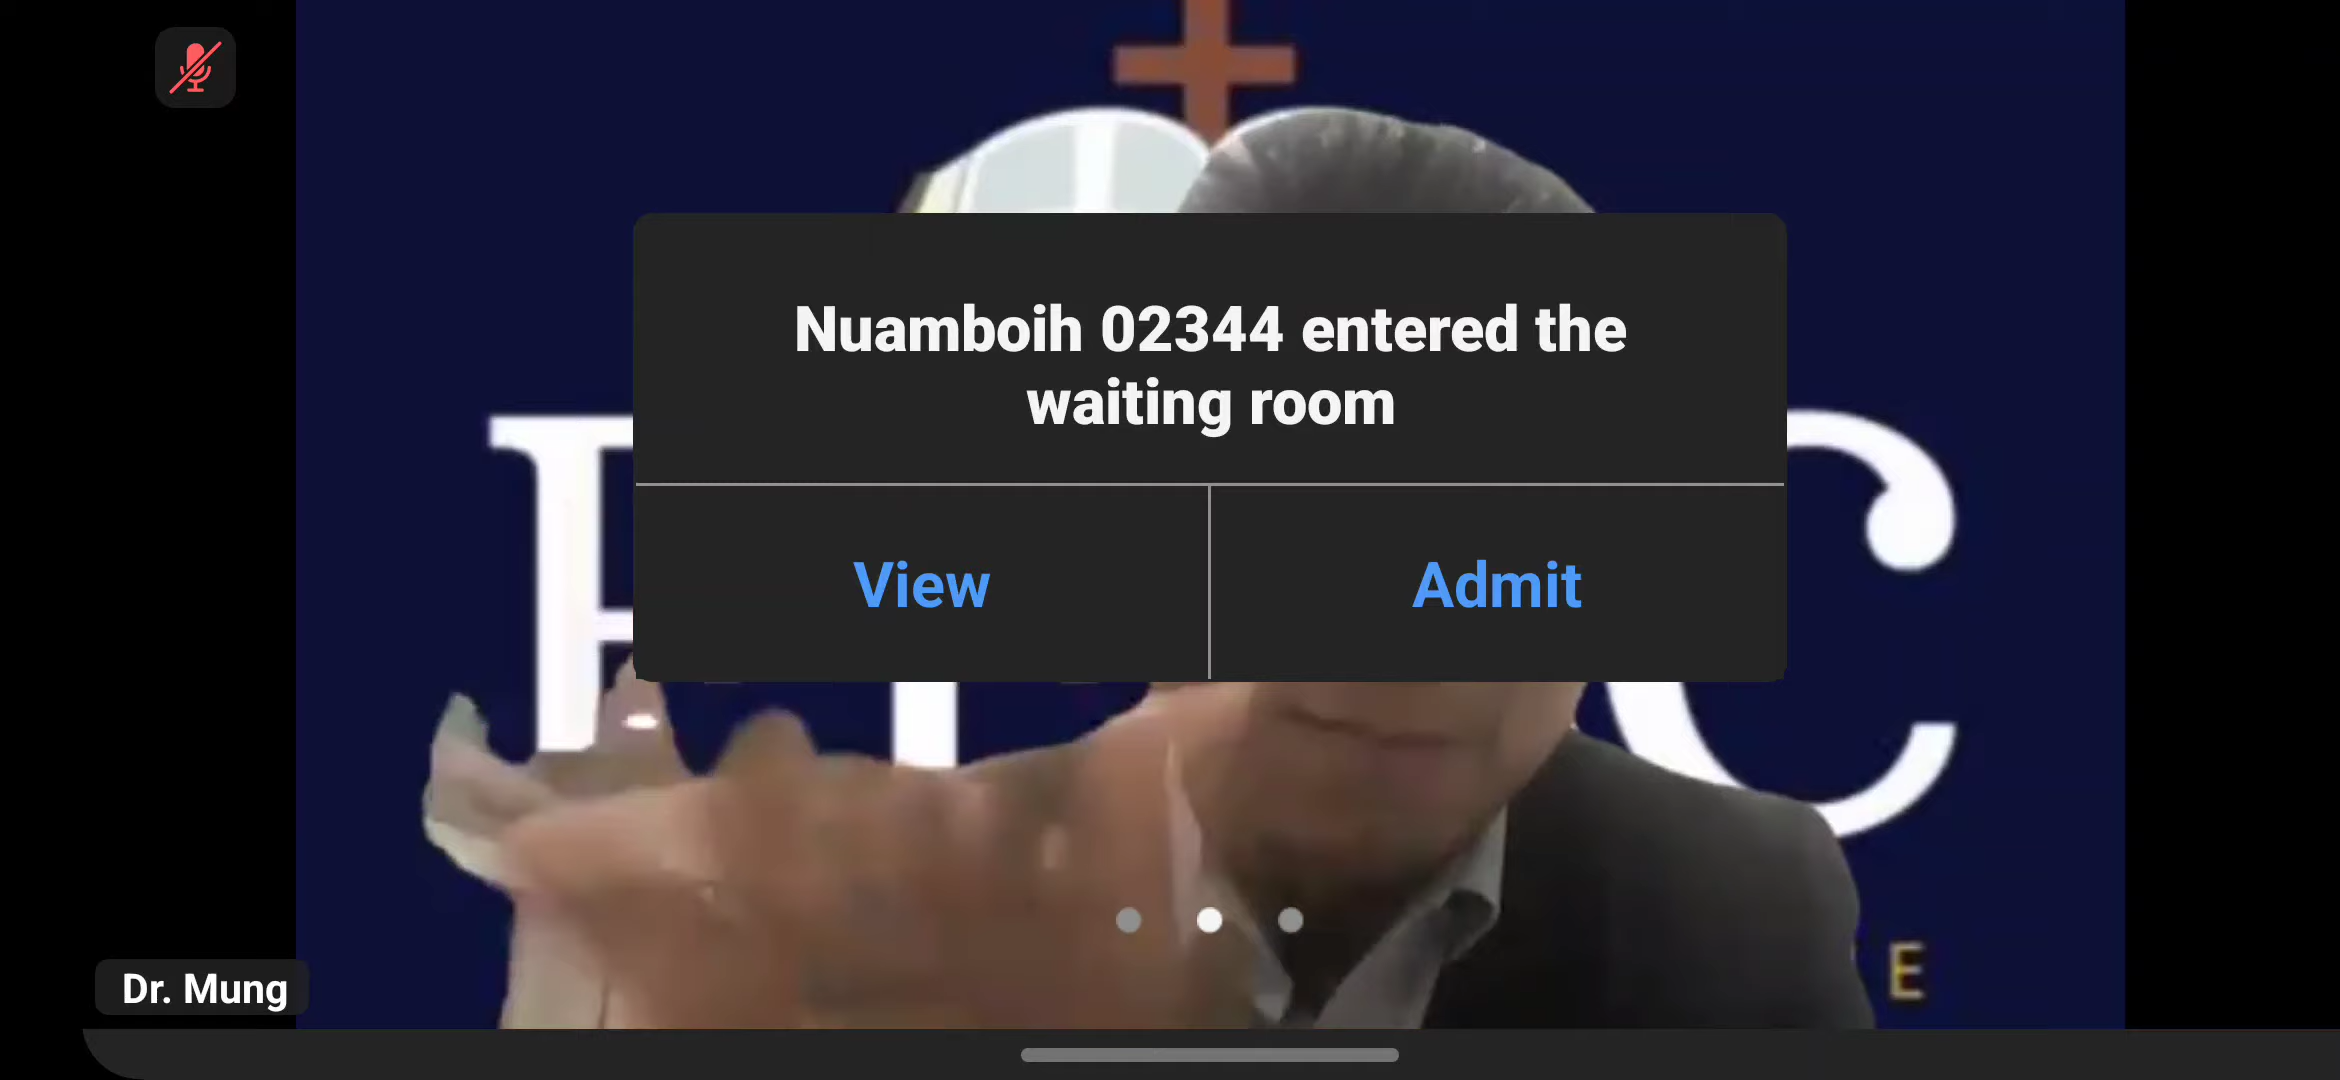 Nuamboih 02344 entered the
waiting room
View
Admit
C
E
Dr. Mung